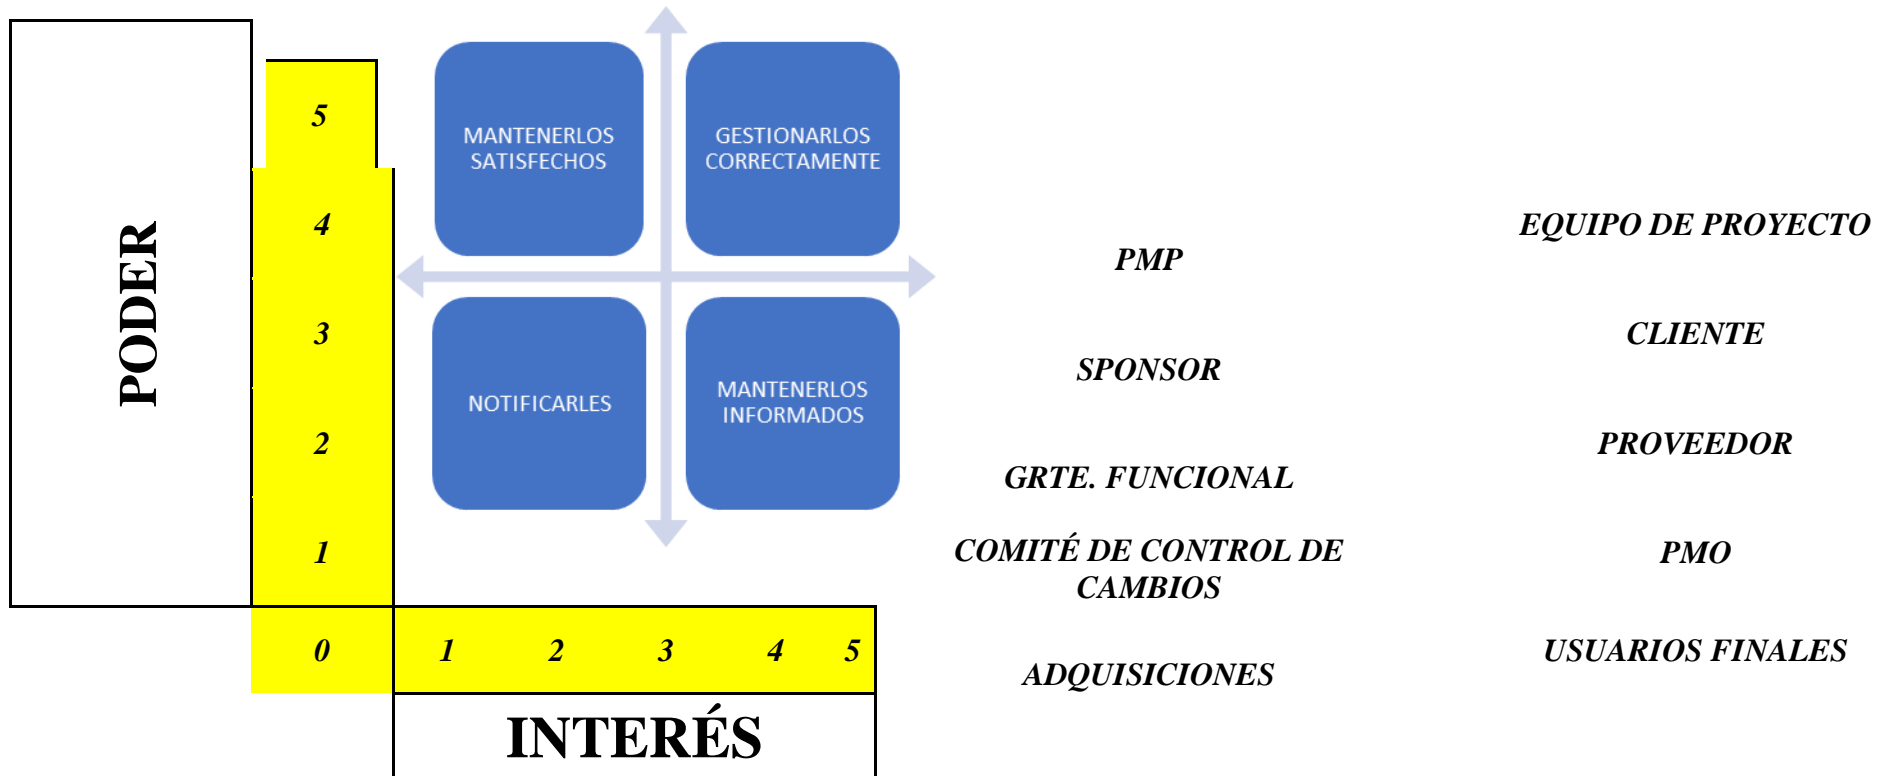 PODER
5
4
3
2
1
0
MANTENERLOS
SATISFECHOS
GESTIONARLOS
CORRECTAMENTE
NOTIFICARLES
MANTENERLOS
INFORMADOS
1 2 3 4 5
INTERÉS
PMP
SPONSOR
GRTE. FUNCIONAL
COMITÉ DE CONTROL DE
CAMBIOS
ADQUISICIONES
EQUIPO DE PROYECTO
CLIENTE
PROVEEDOR
PMO
USUARIOS FINALES